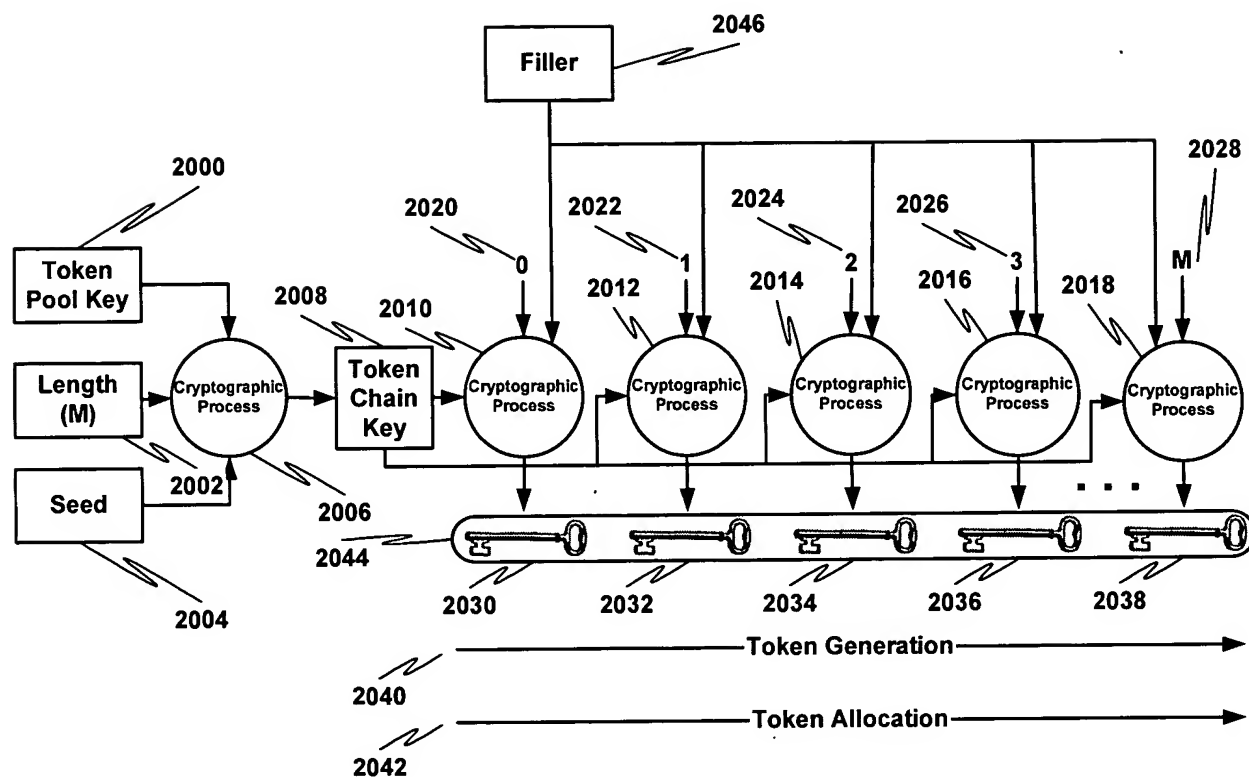 2046
Filler
2028
2000
2020
2022
2024
2026
0
1
2
3
M
Token
Pool Key
2008
2010
2012
2014
2016
2018
Length
(M)
Cryptographic
Process
Token
Chain
Key
Cryptographic
Process
Cryptographic
Process
Cryptographic
Process
Cryptographic
Process
Cryptographic
Process
2002
Seed
2006
2044
. . .
2004
2030
2032
2034
2036
2038
Token Generation
2040
Token Allocation
2042